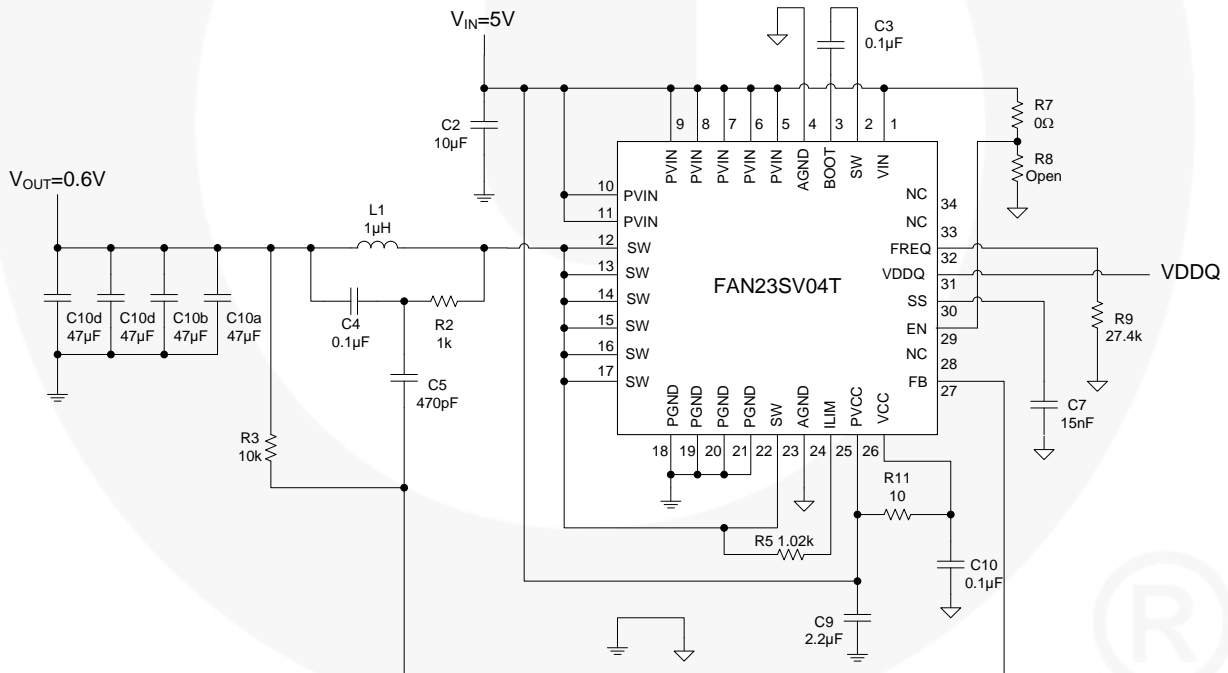 V_IN=5V
C3
0.1µF
C2
10µF
R7
0Ω
R8
Open
9
8
7
6
5
4
3
2
1
PVIN
PVIN
PVIN
PVIN
PVIN
AGND
BOOT
SW
VIN
V_OUT=0.6V
L1
1µH
10
PVIN
11
PVIN
12
SW
13
SW
14
SW
15
SW
16
SW
17
SW
FAN23SV04T
NC
34
NC
33
FREQ
32
VDDQ
31
SS
30
EN
29
NC
28
FB
27
VDDQ
R9
27.4k
C7
15nF
C10d
47µF
C10d
47µF
C10b
47µF
C10a
47µF
C4
0.1µF
R2
1k
C5
470pF
R3
10k
PGND
PGND
PGND
PGND
SW
AGND
ILIM
PVCC
VCC
18
19
20
21
22
23
24
25
26
R11
10
R5 1.02k
C10
0.1µF
C9
2.2µF
®